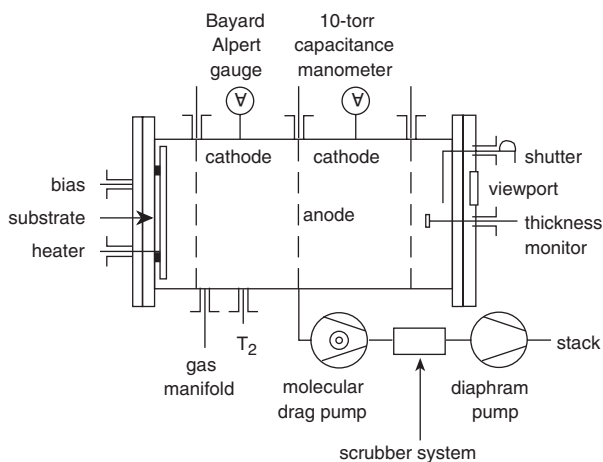 Bayard
Alpert
gauge
10-torr
capacitance
manometer
cathode
cathode
shutter
bias
viewport
substrate
anode
thickness
monitor
heater
T2
gas
manifold
stack
molecular
drag pump
diaphram
pump
scrubber system